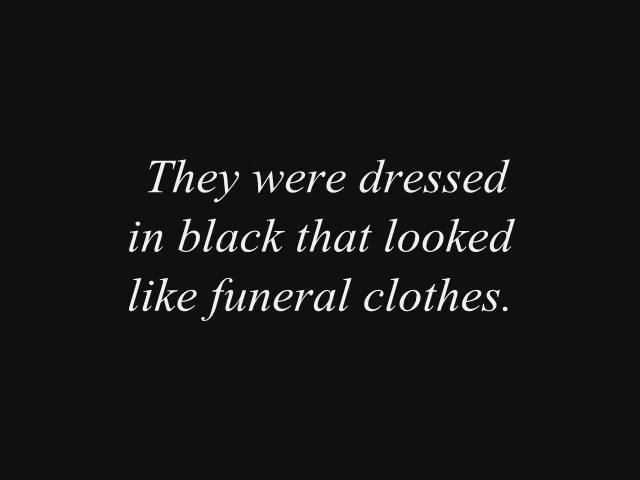 They were dressed
in black that looked
like funeral clothes.